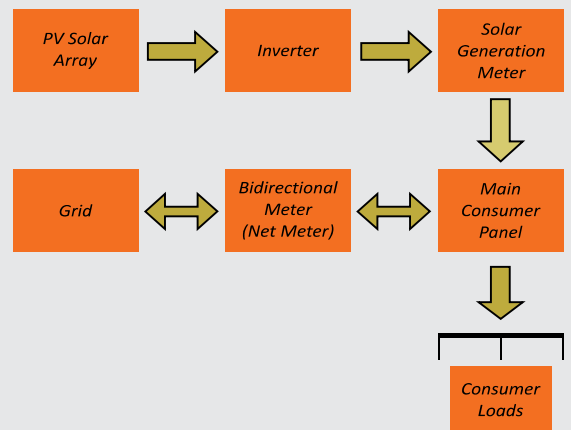 PV Solar
Array
Inverter
Solar
Generation
Meter
Grid
Bidirectional
Meter
(Net Meter)
Main
Consumer
Panel
Consumer
Loads